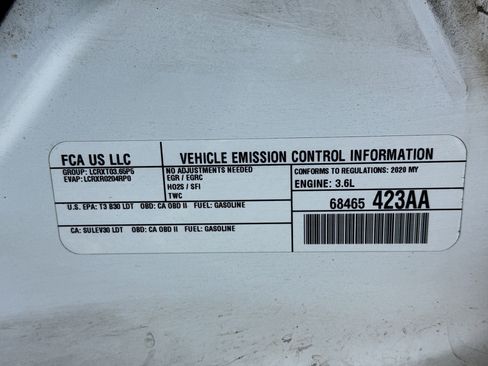 FCA US LLC
VEHICLE EMISSION CONTROL INFORMATION
GROUP: LCRXT03.65P5
EVAP: LCRXR0204RP0
NO ADJUSTMENTS NEEDED
EGR / EGRC
HO2S / SFI
TWC
CONFORMS TO REGULATIONS: 2020 MY
ENGINE: 3.6L
U.S. EPA: T3 B30 LDT OBD: CA OBD II FUEL: GASOLINE
CA: SULEV30 LDT OBD: CA OBD II FUEL: GASOLINE
68465 423AA